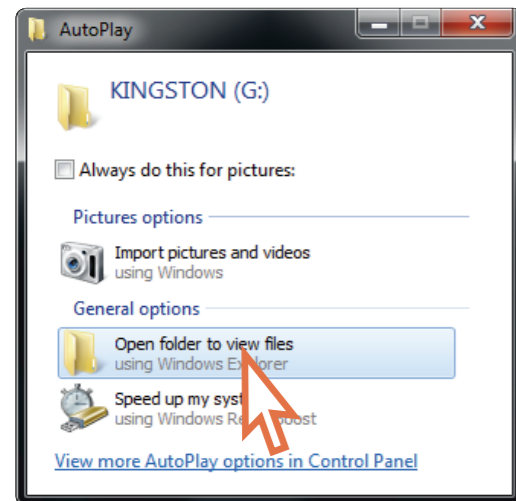 AutoPlay
KINGSTON (G:)
Always do this for pictures:
Pictures options
Import pictures and videos
using Windows
General options
Open folder to view files
using Windows Explorer
Speed up my
using Windows
View more AutoPlay options in Control Panel